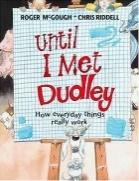 ROGER McGOUGH • CHRIS RIDDELL
Until
I Met
Dudley
How everyday things
really work